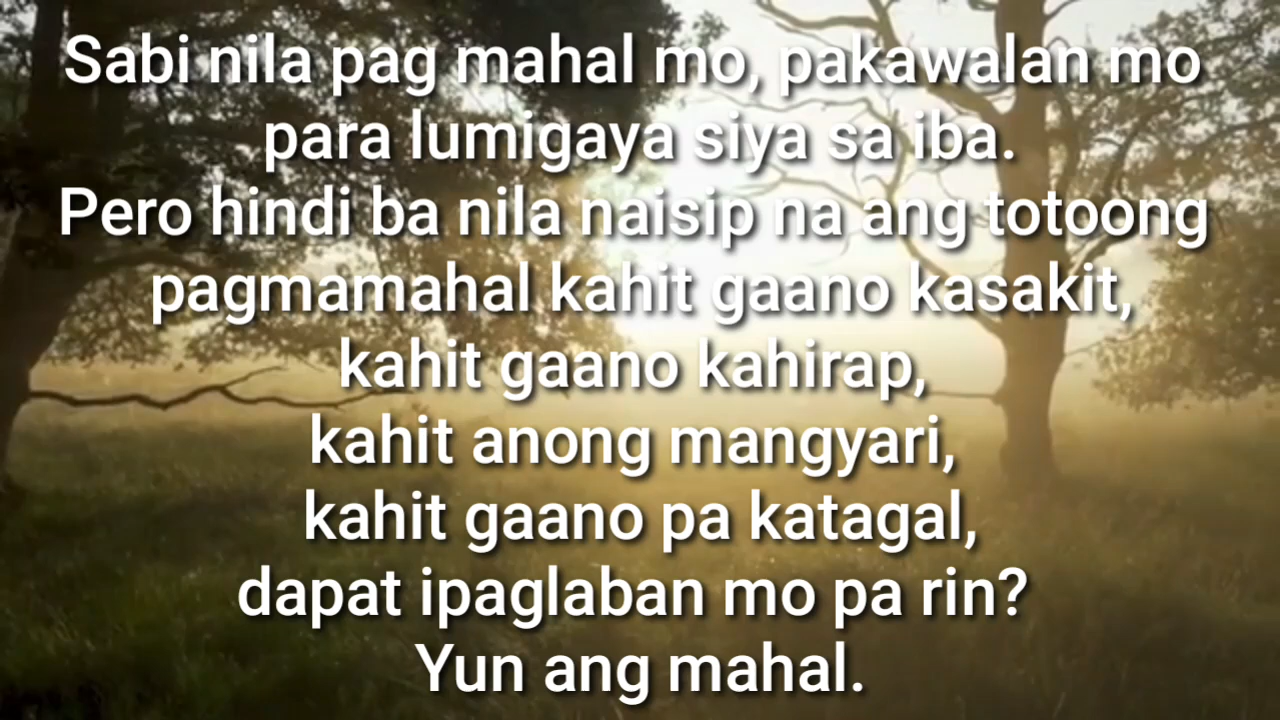 Sabi nila pag mahal mo, pakawalan mo
para lumigaya siya sa iba.
Pero hindi ba nila naisip na ang totoong
pagmamahal kahit gaano kasakit,
kahit gaano kahirap,
kahit anong mangyari,
kahit gaano pa katagal,
dapat ipaglaban mo pa rin?
Yun ang mahal.